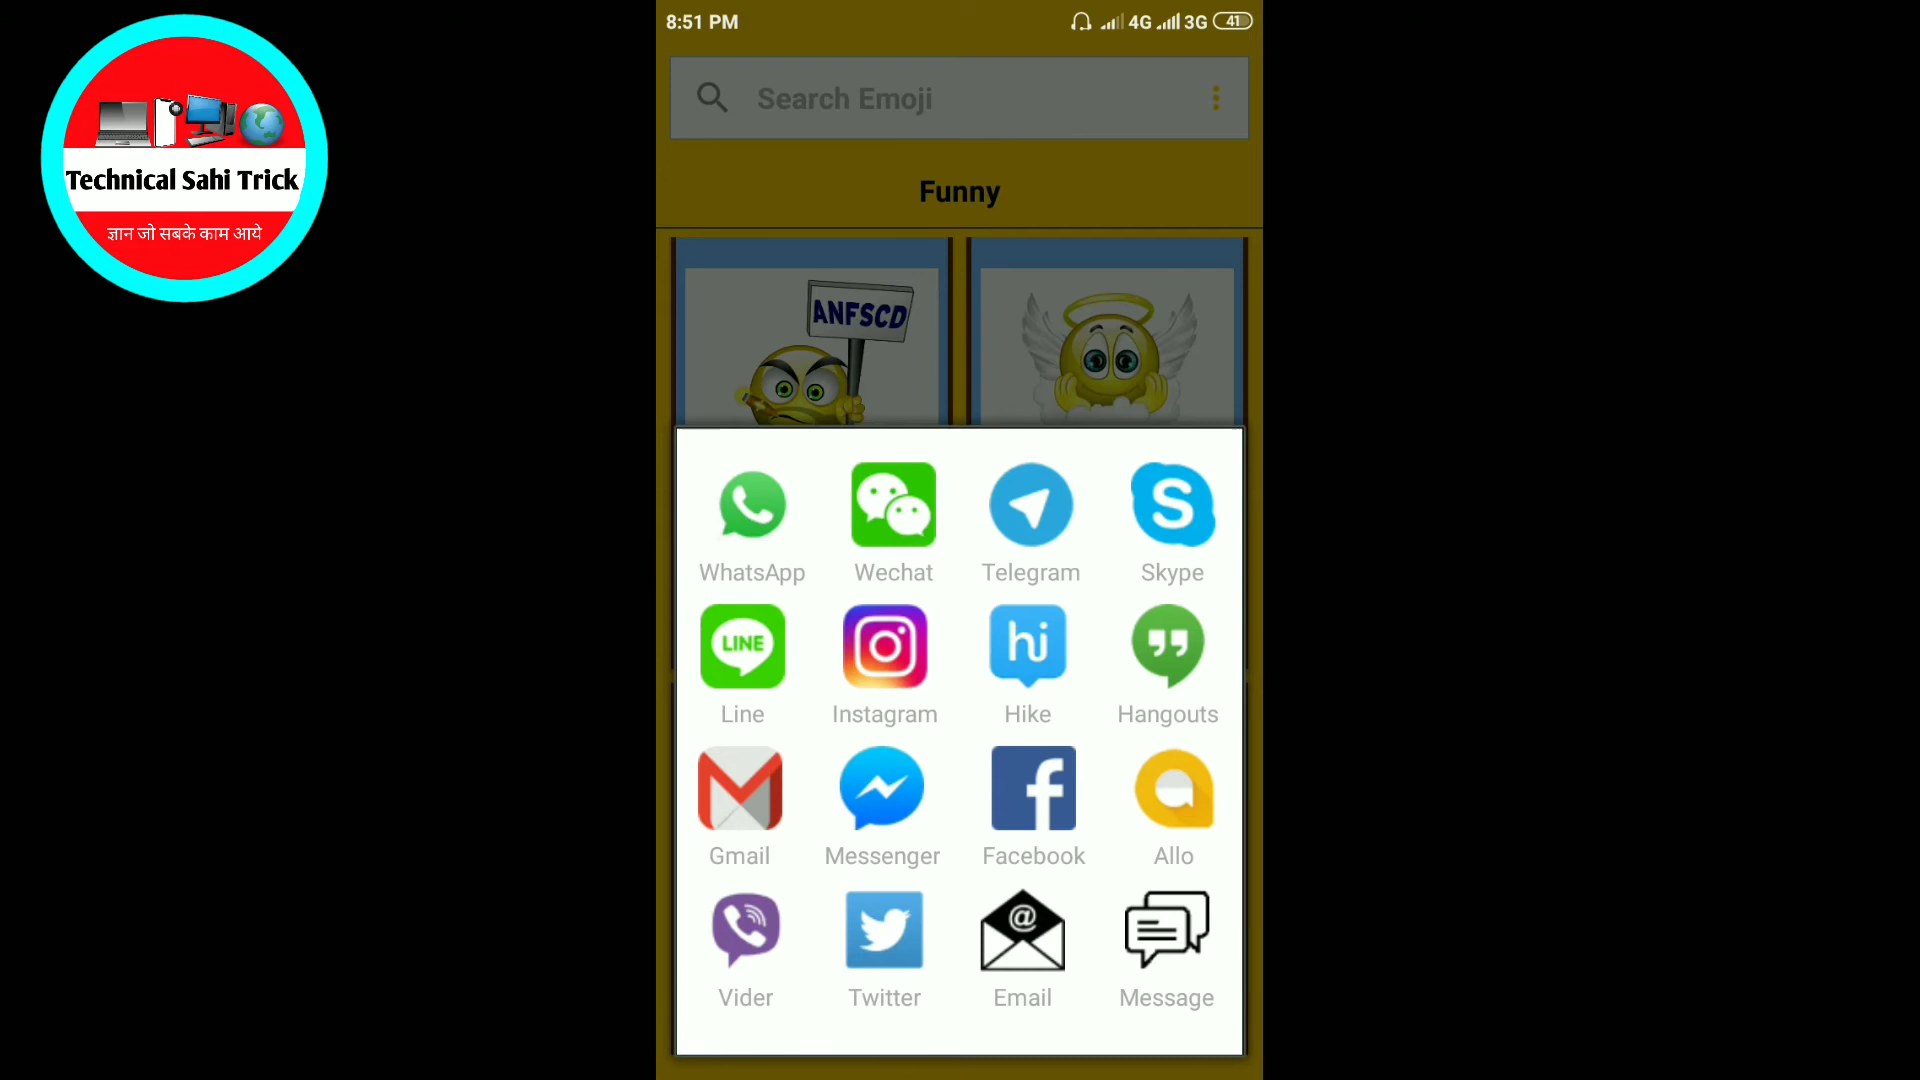 8:51 PM
4G 3G 41
Technical Sahi Trick
ज्ञान जो सबके काम आये
Search Emoji
Funny
ANFSCD
WhatsApp Wechat Telegram Skype
LINE hi
Line Instagram Hike Hangouts
Gmail Messenger Facebook Allo
Vider Twitter Email Message